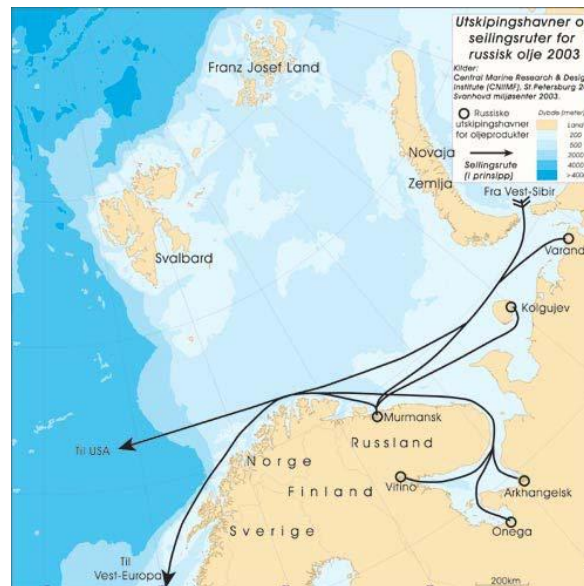 Utskipingshavner o
seilingsruter for
russisk olje 2003
Kilder:
Central Marine Research & Desig
Institute (CNIIMF), St.Petersburg 20
Svanhovd miljøsenter 2003.
Russiske
utskipingshavner
for oljeprodukter
Seilingsrute
(i prinsipp)
Dybde (meter)
Land
200
500
2000
4000
>4000
Franz Josef Land
Novaja
Zemlja
Fra Vest-Sibir
Varand
Svalbard
Kolgujev
Til USA
Murmansk
Russland
Norge
Finland
Vitino
Arkhangelsk
Onega
Sverige
Til
Vest-Europa
200km